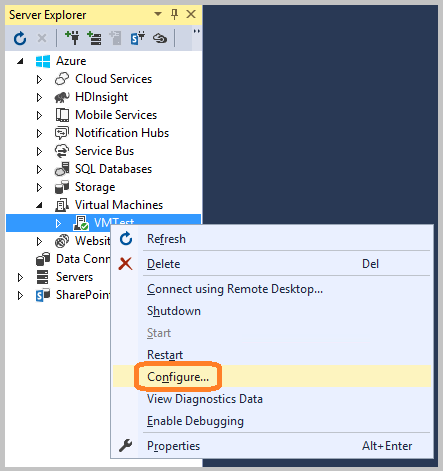 Server Explorer
Azure
Cloud Services
HDInsight
Mobile Services
Notification Hubs
Service Bus
SQL Databases
Storage
Virtual Machines
VMTest
Websit
Data Conn
Servers
SharePoin
Refresh
Delete Del
Connect using Remote Desktop...
Shutdown
Start
Restart
Configure...
View Diagnostics Data
Enable Debugging
Properties Alt+Enter